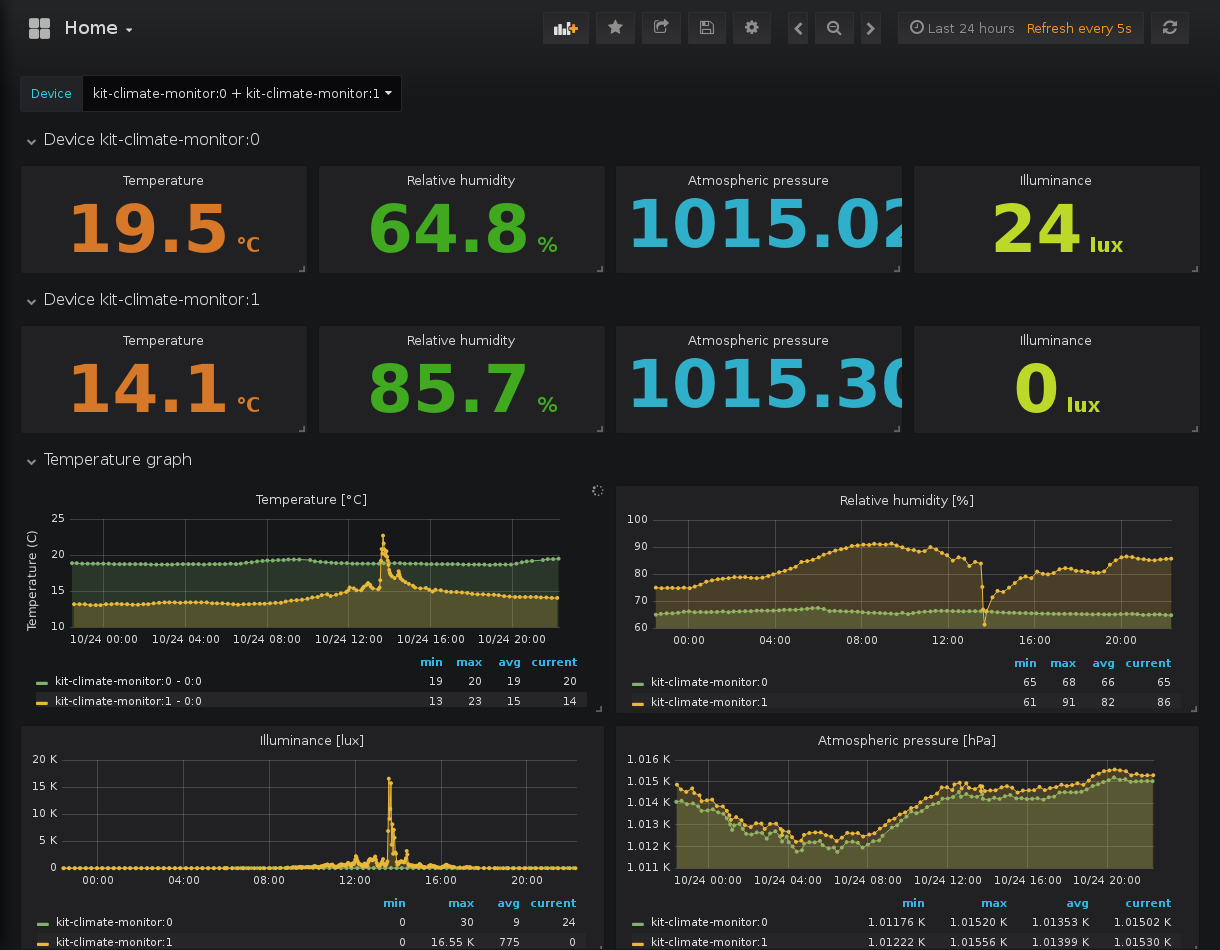 Home
Last 24 hours Refresh every 5s
Device kit-climate-monitor:0 + kit-climate-monitor:1
Device kit-climate-monitor:0
Temperature Relative humidity Atmospheric pressure Illuminance
19.5 °C 64.8 % 1015.02 24 lux
Device kit-climate-monitor:1
Temperature Relative humidity Atmospheric pressure Illuminance
14.1 °C 85.7 % 1015.30 0 lux
Temperature graph
Temperature [°C]
Temperature (C)
25
20
15
10
10/24 00:00 10/24 04:00 10/24 08:00 10/24 12:00 10/24 16:00 10/24 20:00
min max avg current
kit-climate-monitor:0 - 0:0 19 20 19 20
kit-climate-monitor:1 - 0:0 13 23 15 14
Relative humidity [%]
100
90
80
70
60
00:00 04:00 08:00 12:00 16:00 20:00
min max avg current
kit-climate-monitor:0 65 68 66 65
kit-climate-monitor:1 61 91 82 86
Illuminance [lux]
20 K
15 K
10 K
5 K
0
00:00 04:00 08:00 12:00 16:00 20:00
min max avg current
kit-climate-monitor:0 0 30 9 24
kit-climate-monitor:1 0 16.55 K 775 0
Atmospheric pressure [hPa]
1.016 K
1.015 K
1.014 K
1.013 K
1.012 K
1.011 K
10/24 00:00 10/24 04:00 10/24 08:00 10/24 12:00 10/24 16:00 10/24 20:00
min max avg current
kit-climate-monitor:0 1.01176 K 1.01520 K 1.01353 K 1.01502 K
kit-climate-monitor:1 1.01222 K 1.01556 K 1.01399 K 1.01530 K